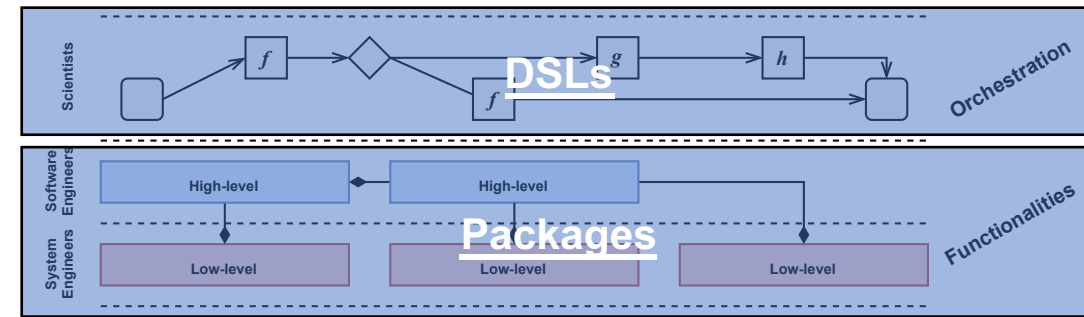 Scientists
f
g
h
f
DSLs
Orchestration
Software
Engineers
High-level
High-level
Packages
Functionalities
System
Engineers
Low-level
Low-level
Low-level